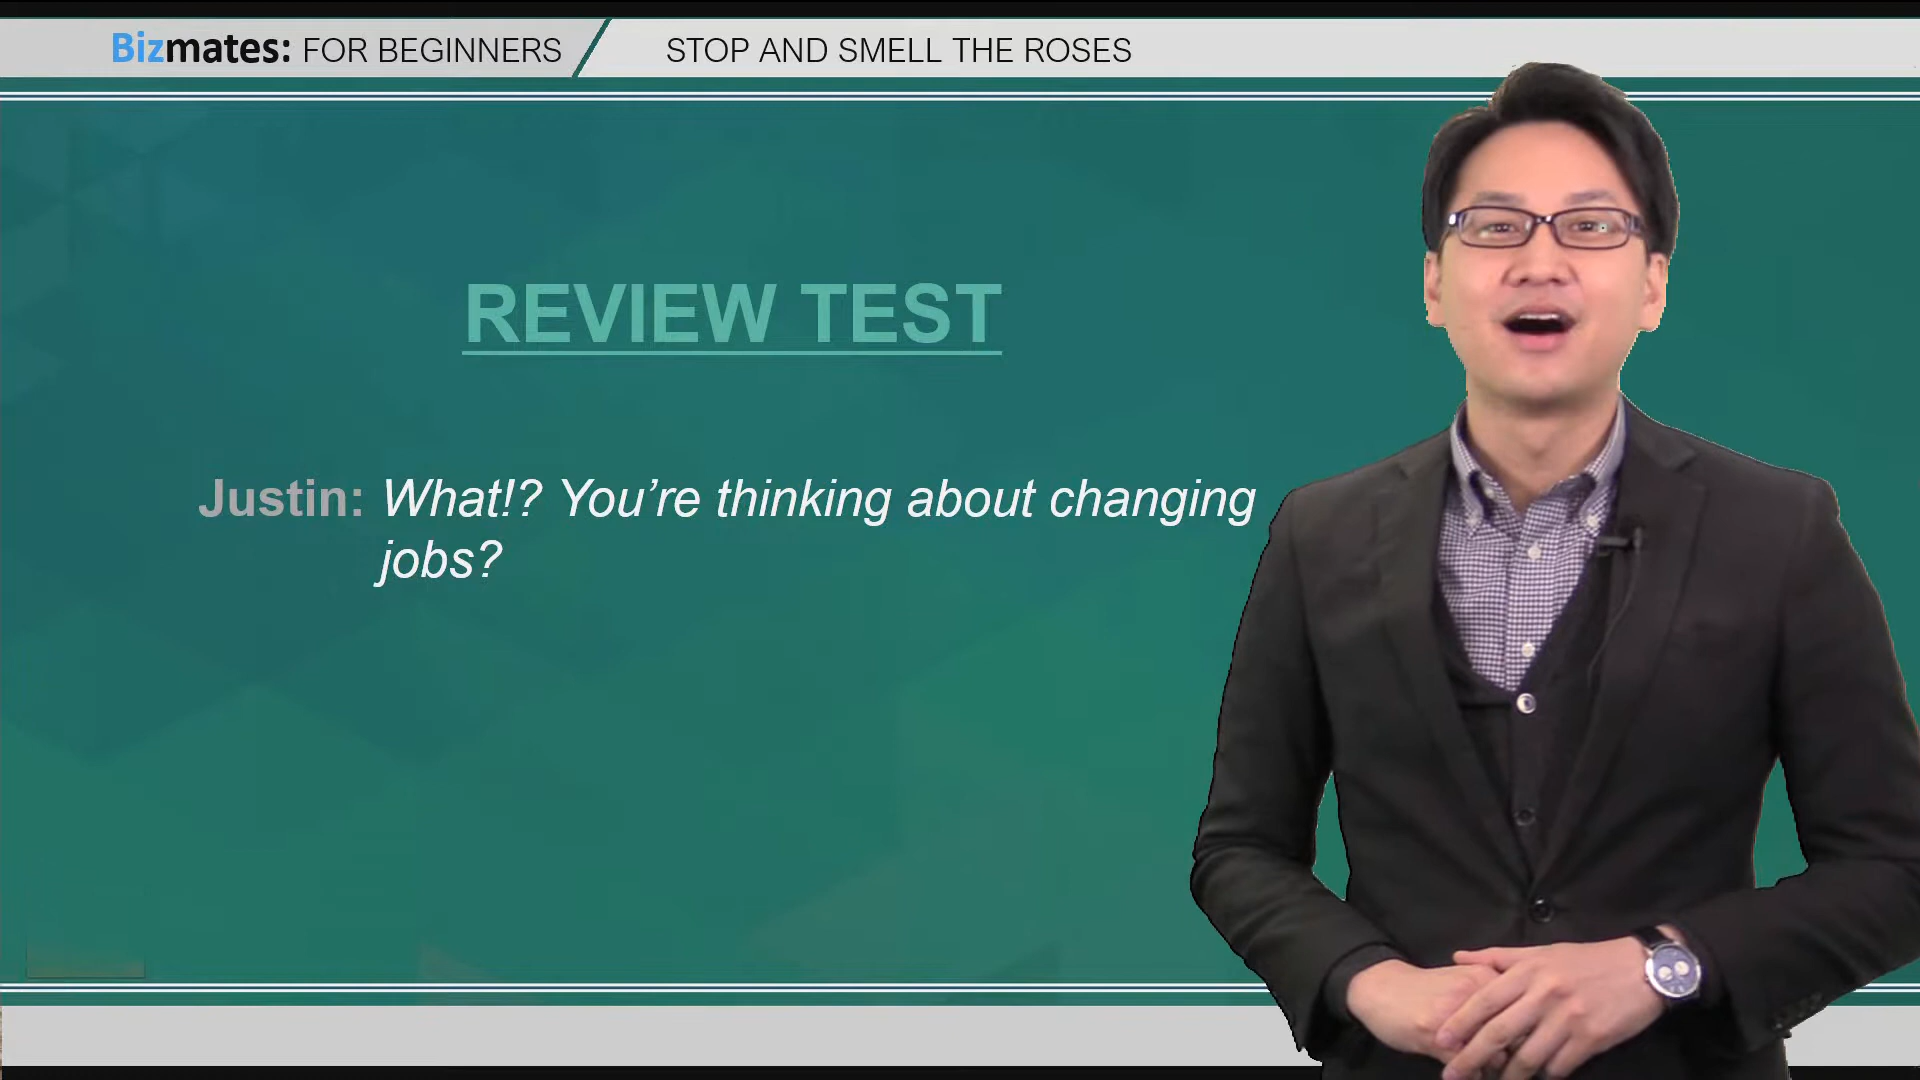 Bizmates: FOR BEGINNERS
STOP AND SMELL THE ROSES
REVIEW TEST
Justin: What!? You’re thinking about changing
jobs?